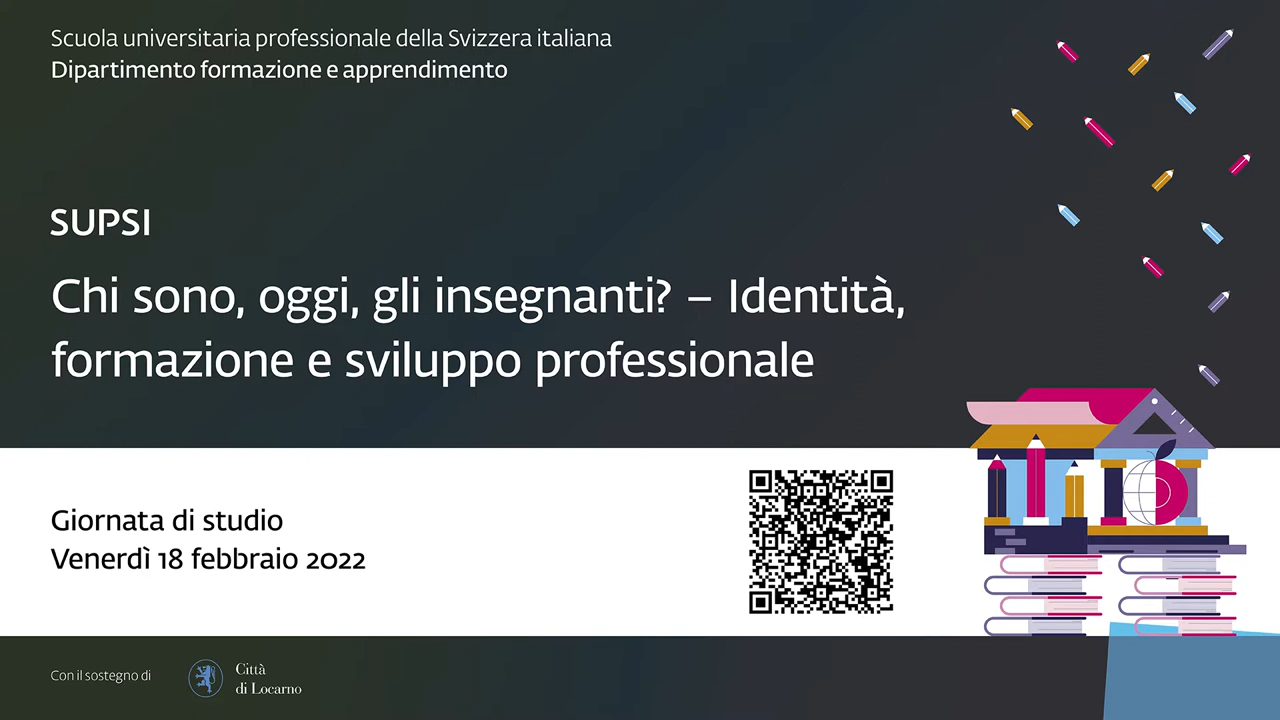 Scuola universitaria professionale della Svizzera italiana
Dipartimento formazione e apprendimento
SUPSI
Chi sono, oggi, gli insegnanti? – Identità,
formazione e sviluppo professionale
Giornata di studio
Venerdì 18 febbraio 2022
Con il sostegno di
Città
di Locarno